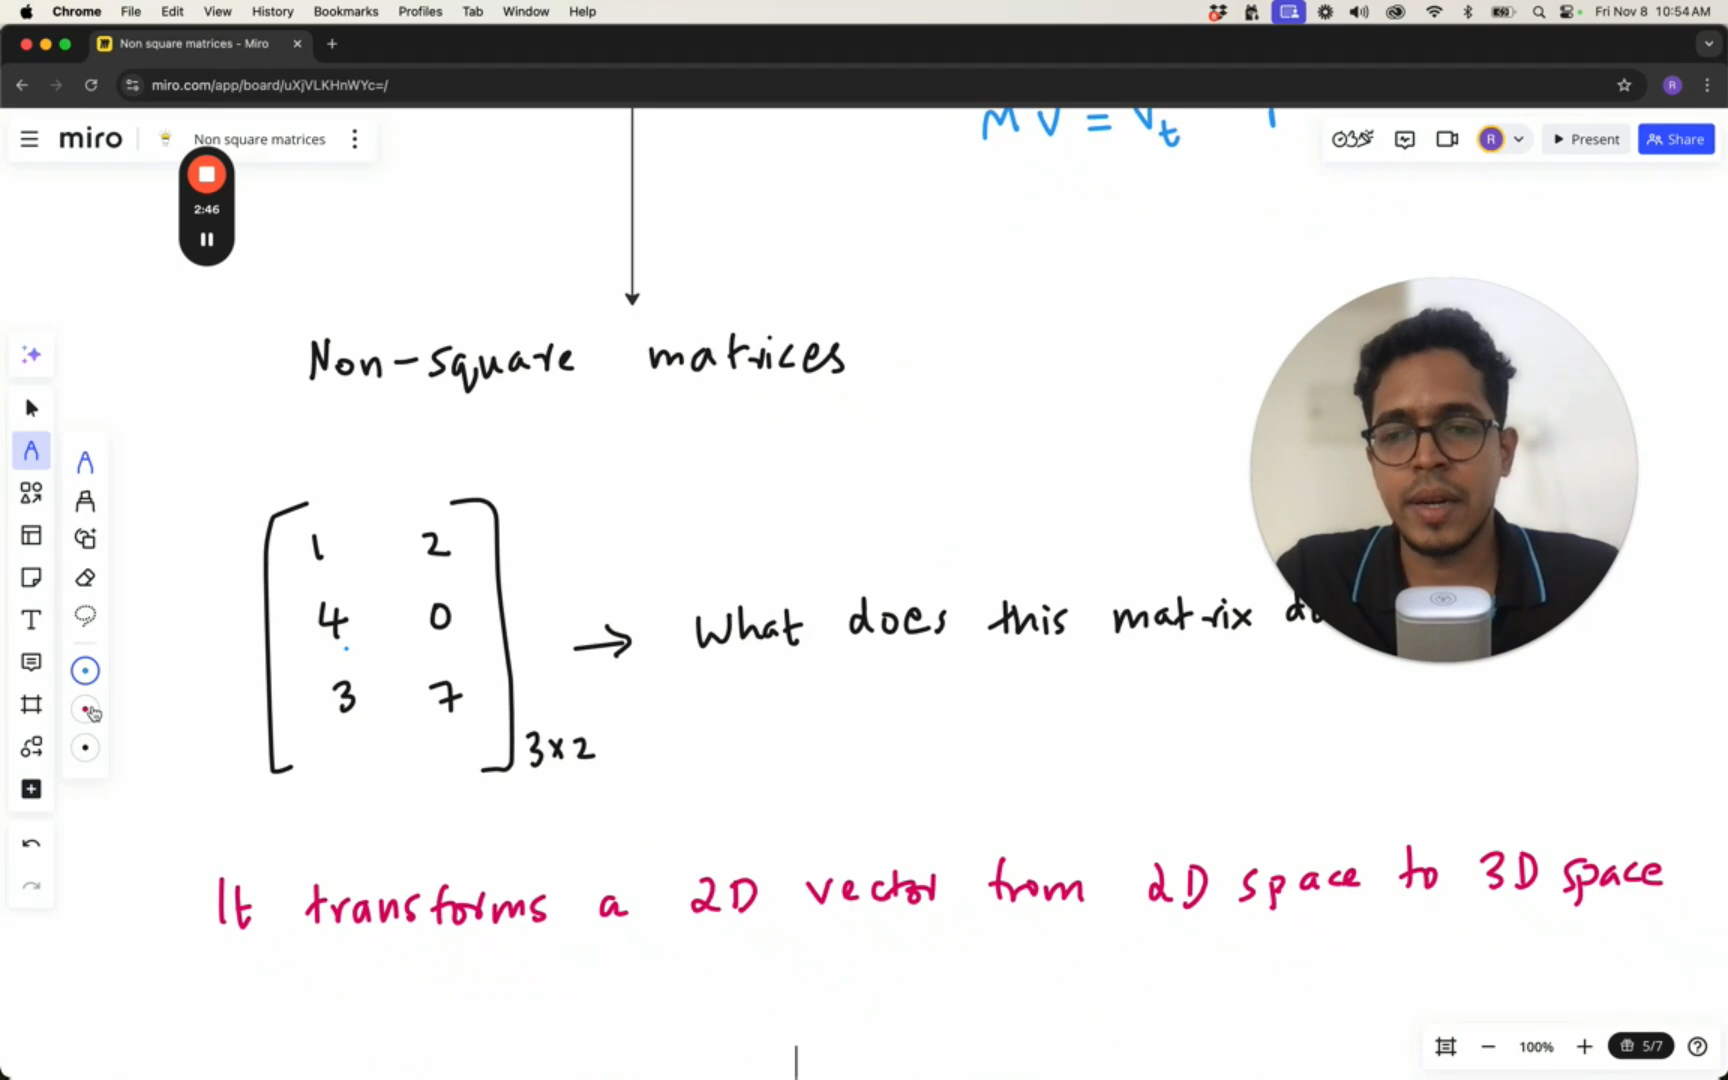 Chrome File Edit View History Bookmarks Profiles Tab Window Help Fri Nov 8 10:54 AM
Non square matrices - Miro
miro.com/app/board/uXjVLKHnWYc=/ R
miro Non square matrices R Present Share
M V = Vt
2:46
Non-square matrices
1 2
4 0
3 7
3×2
→ What does this matrix
It transforms a 2D vector from 2D space to 3D space
100% 5/7